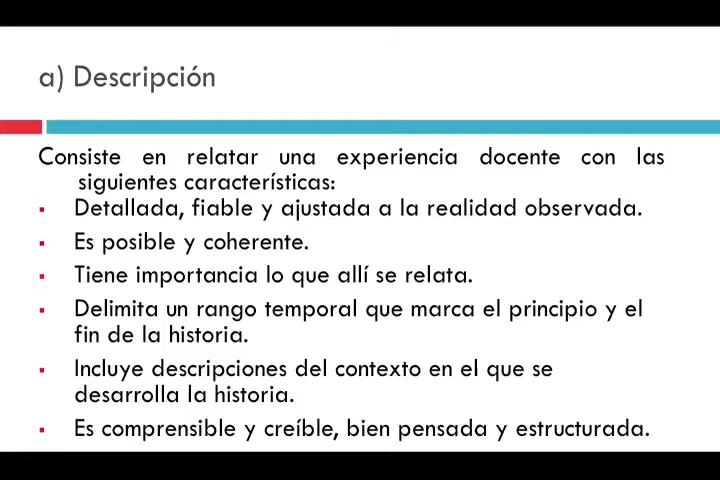 a) Descripción
Consiste en relatar una experiencia docente con las
siguientes características:
▪ Detallada, fiable y ajustada a la realidad observada.
▪ Es posible y coherente.
▪ Tiene importancia lo que allí se relata.
▪ Delimita un rango temporal que marca el principio y el
fin de la historia.
▪ Incluye descripciones del contexto en el que se
desarrolla la historia.
▪ Es comprensible y creíble, bien pensada y estructurada.